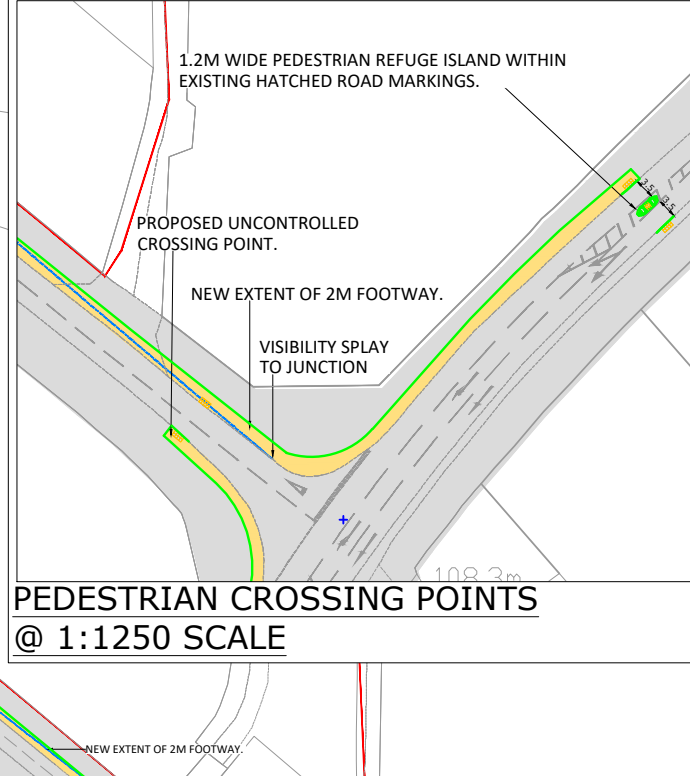 1.2M WIDE PEDESTRIAN REFUGE ISLAND WITHIN
EXISTING HATCHED ROAD MARKINGS.
3.5
3.5
PROPOSED UNCONTROLLED
CROSSING POINT.
NEW EXTENT OF 2M FOOTWAY.
VISIBILITY SPLAY
TO JUNCTION
108.3m
PEDESTRIAN CROSSING POINTS
@ 1:1250 SCALE
NEW EXTENT OF 2M FOOTWAY.